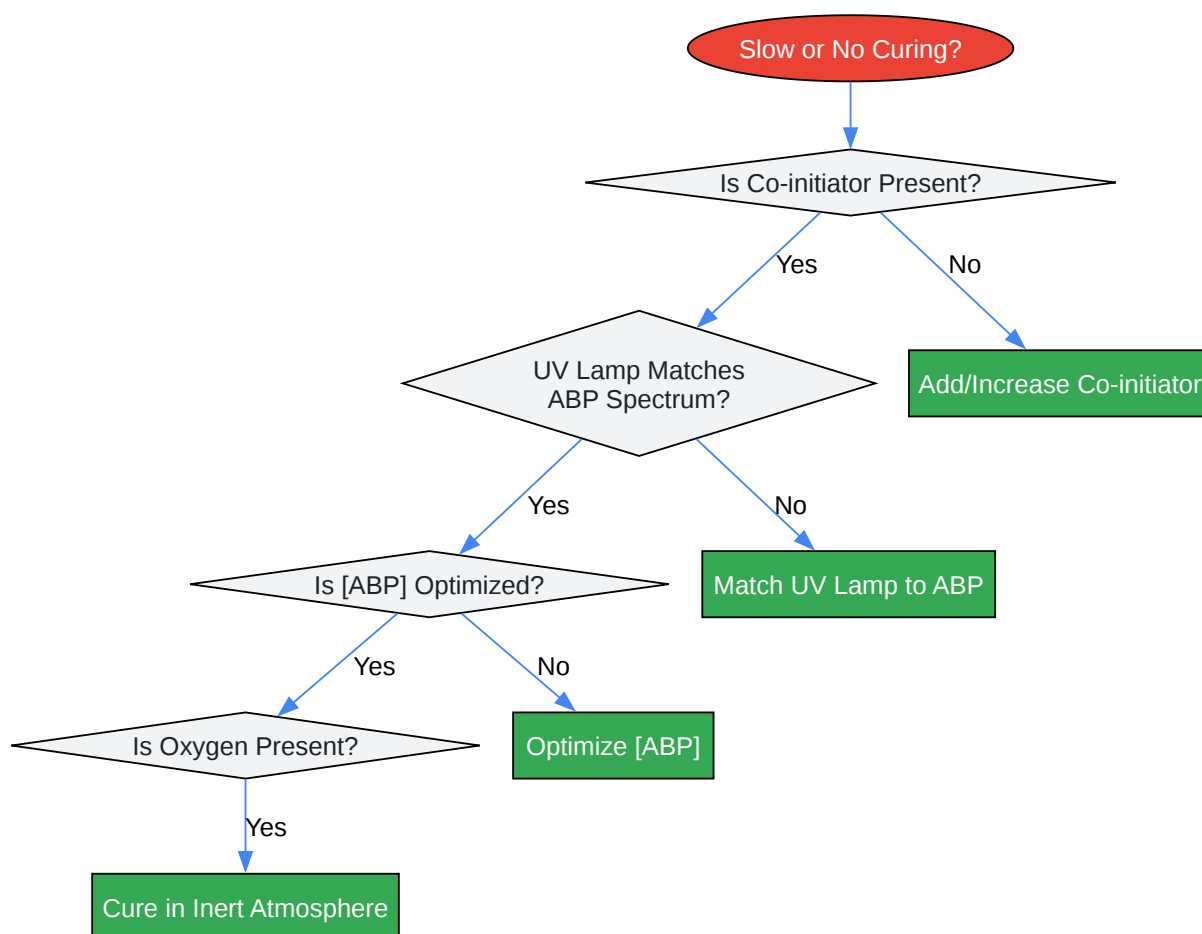 Slow or No Curing?
Is Co-initiator Present?
Yes
No
UV Lamp Matches
ABP Spectrum?
Add/Increase Co-initiator
Yes
No
Is [ABP] Optimized?
Match UV Lamp to ABP
Yes
No
Is Oxygen Present?
Optimize [ABP]
Yes
Cure in Inert Atmosphere